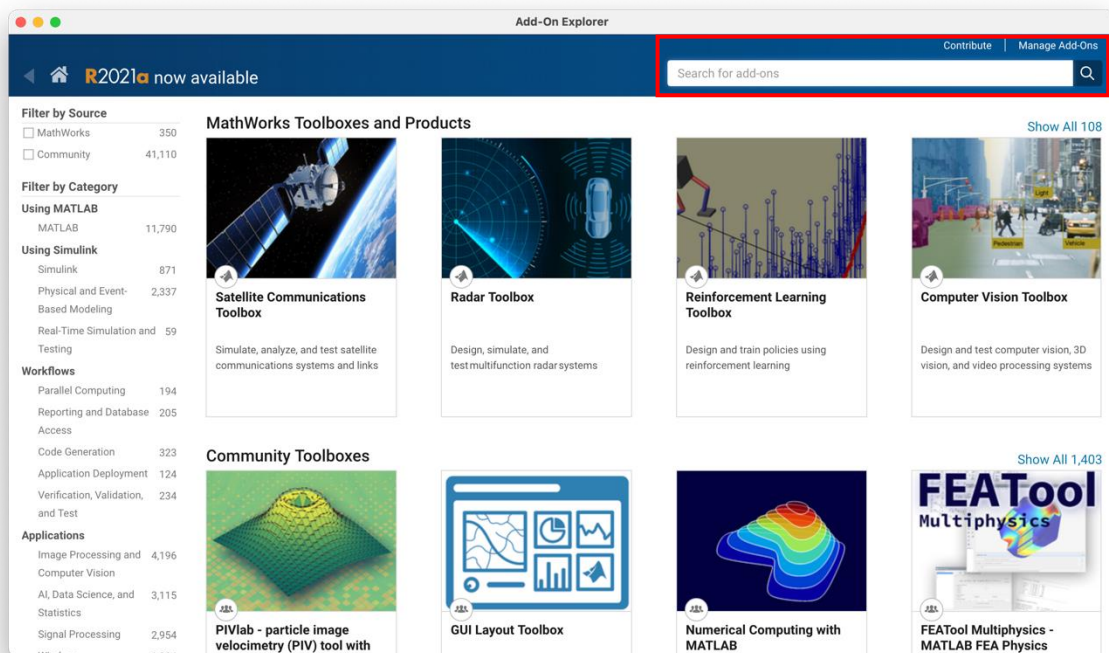 Add-On Explorer
Contribute
Manage Add-Ons
R2021a now available
Search for add-ons
Filter by Source
MathWorks 350
Community 41,110
Filter by Category
Using MATLAB
MATLAB 11,790
Using Simulink
Simulink 871
Physical and Event- 2,337
Based Modeling
Real-Time Simulation and 59
Testing
Workflows
Parallel Computing 194
Reporting and Database 205
Access
Code Generation 323
Application Deployment 124
Verification, Validation, 234
and Test
Applications
Image Processing and 4,196
Computer Vision
AI, Data Science, and 3,115
Statistics
Signal Processing 2,954
MathWorks Toolboxes and Products
Show All 108
Satellite Communications
Toolbox
Simulate, analyze, and test satellite
communications systems and links
Radar Toolbox
Design, simulate, and
test multifunction radar systems
Reinforcement Learning
Toolbox
Design and train policies using
reinforcement learning
Light
Pedestrian
Vehicle
Computer Vision Toolbox
Design and test computer vision, 3D
vision, and video processing systems
Community Toolboxes
Show All 1,403
PIVlab - particle image
velocimetry (PIV) tool with
GUI Layout Toolbox
Numerical Computing with
MATLAB
FEATool
Multiphysics
FEATool Multiphysics -
MATLAB FEA Physics